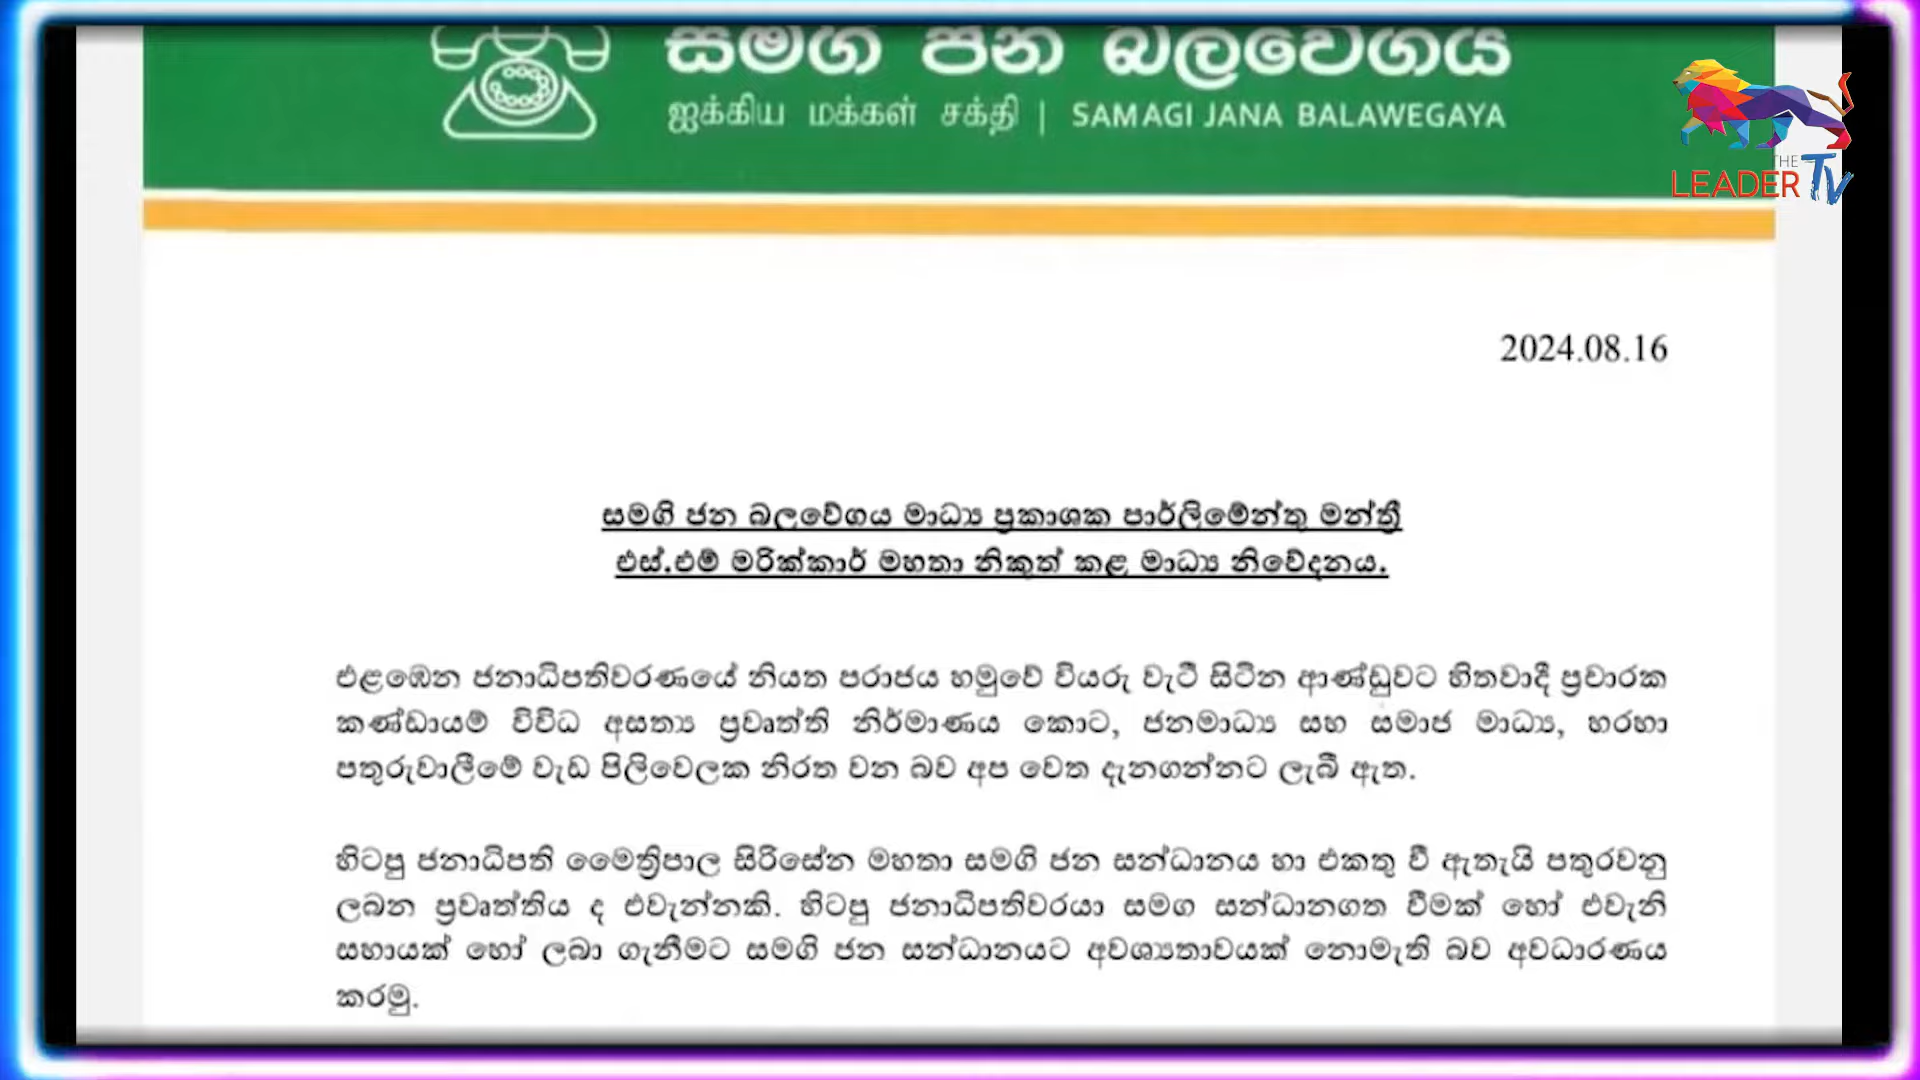 සමගි ජන බලවේගය
ஐக்கிய மக்கள் சக்தி | SAMAGI JANA BALAWEGAYA
THE
LEADER TV
2024.08.16
සමගි ජන බලවේගය මාධ්‍ය ප්‍රකාශක පාර්ලිමේන්තු මන්ත්‍රී
එස්.එම් මරික්කාර් මහතා නිකුත් කළ මාධ්‍ය නිවේදනය.
එළඹෙන ජනාධිපතිවරණයේ නියත පරාජය හමුවේ වියරු වැටී සිටින ආණ්ඩුවට හිතවාදී ප්‍රචාරක
කණ්ඩායම් විවිධ අසත්‍ය ප්‍රවෘත්ති නිර්මාණය කොට, ජනමාධ්‍ය සහ සමාජ මාධ්‍ය, හරහා
පතුරුවාලීමේ වැඩ පිලිවෙලක නිරත වන බව අප වෙත දැනගන්නට ලැබී ඇත.
හිටපු ජනාධිපති මෛත්‍රිපාල සිරිසේන මහතා සමගි ජන සන්ධානය හා එකතු වී ඇතැයි පතුරවනු
ලබන ප්‍රවෘත්තිය ද එවැන්නකි. හිටපු ජනාධිපතිවරයා සමග සන්ධානගත වීමක් හෝ එවැනි
සහායක් හෝ ලබා ගැනීමට සමගි ජන සන්ධානයට අවශ්‍යතාවයක් නොමැති බව අවධාරණය
කරමු.